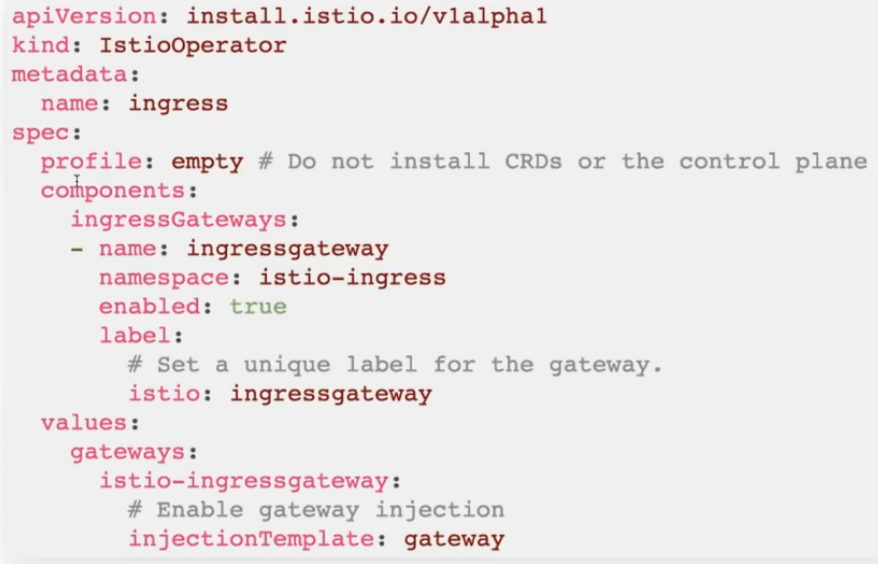 apiVersion: install.istio.io/v1alpha1
kind: IstioOperator
metadata:
  name: ingress
spec:
  profile: empty # Do not install CRDs or the control plane
  components:
    ingressGateways:
    - name: ingressgateway
      namespace: istio-ingress
      enabled: true
      label:
        # Set a unique label for the gateway.
        istio: ingressgateway
  values:
    gateways:
      istio-ingressgateway:
        # Enable gateway injection
        injectionTemplate: gateway